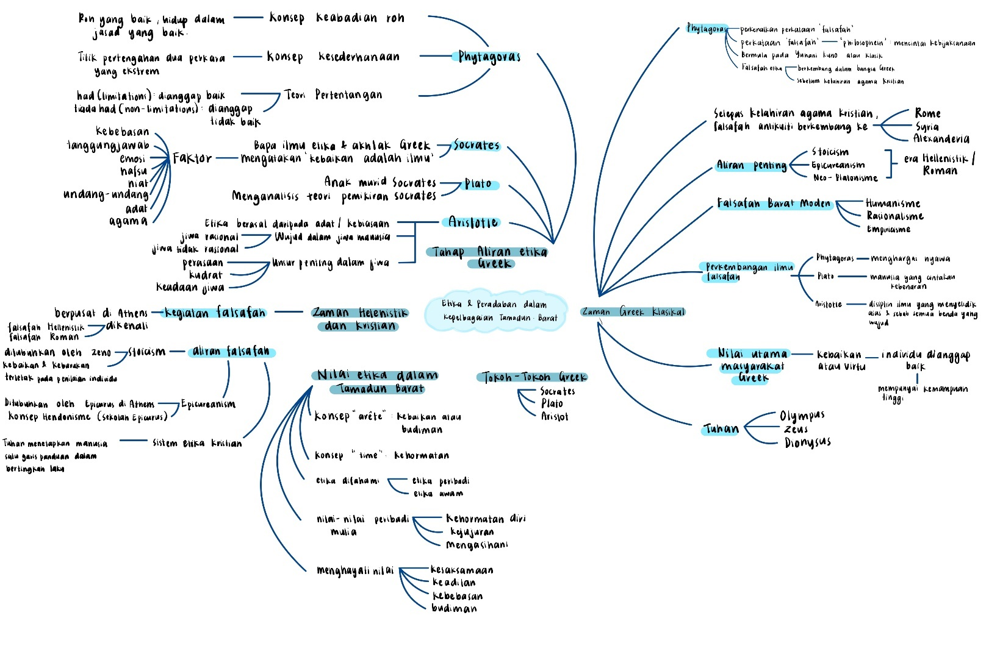 Etika & Peradaban dalam
Kepelbagaian Tamadun Barat
Tahap Aliran etika
Greek
Phytagoras
Konsep keabadian roh
Roh yang baik, hidup dalam
jasad yang baik.
Konsep kesederhanaan
Titik pertengahan dua perkara
yang ekstrem
Teori Pertentangan
had (limitations): dianggap baik
tiada had (non-limitations): dianggap
tidak baik
Socrates
Bapa ilmu etika & akhlak Greek
mengatakan 'kebaikan adalah ilmu'
Faktor
kebebasan
tanggungjawab
emosi
nafsu
niat
undang-undang
adat
agama
Plato
Anak murid Socrates
Menganalisis teori pemikiran socrates
Aristotle
Etika berasal daripada adat / kebiasaan
Wujud dalam jiwa manusia
jiwa rasional
jiwa tidak rasional
Unsur penting dalam jiwa
perasaan
kudrat
keadaan jiwa
Zaman Helenistik
dan kristian
kegiatan falsafah
berpusat di Athens
dikenali
falsafah Hellenistik
falsafah Roman
aliran falsafah
Stoicism
ditubuhkan oleh Zeno
kebaikan & keburukan
terletak pada penilaian individu
Epicureanism
Ditubuhkan oleh Epicurus di Athens
Konsep Hendonisme (sekolah Epicurus)
Sistem etika kristian
Tuhan menetapkan manusia
satu garis panduan dalam
bertingkah laku
Nilai etika dalam
Tamadun Barat
Konsep "arête": kebaikan atau
budiman
Konsep "time": kehormatan
etika difahami
etika peribadi
etika awam
nilai-nilai peribadi
mulia
Kehormatan diri
kejujuran
mengasihani
menghayati nilai
kesaksamaan
keadilan
kebebasan
budiman
Tokoh-Tokoh Greek
Socrates
Plato
Aristot
Zaman Greek Klasikal
Phytagoras
perkenalkan perkataan 'falsafah'
perkataan 'falsafah' — 'philosophein': mencintai kebijaksanaan
Bermula pada Yunani kuno atau klasik
Falsafah etika
berkembang dalam bangsa Greek
sebelum kelahiran agama kristian
Selepas kelahiran agama kristian,
falsafah antikuiti berkembang ke
Rome
Syria
Alexanderia
Aliran penting
Stoicism
Epicureanism
Neo-Platonisme
era Hellenistik /
Roman
Falsafah Barat Moden
Humanisme
Rasionalisme
Empiricisme
Perkembangan ilmu
falsafah
Phytagoras
menghargai nyawa
Plato
manusia yang cintakan
kebenaran
Aristotle
disiplin ilmu yang menyelidik
asas & sebab semua benda yang
wujud
Nilai utama
masyarakat
Greek
kebaikan
atau virtu
individu dianggap
baik
mempunyai kemampuan
tinggi
Tuhan
Olympus
Zeus
Dionysus